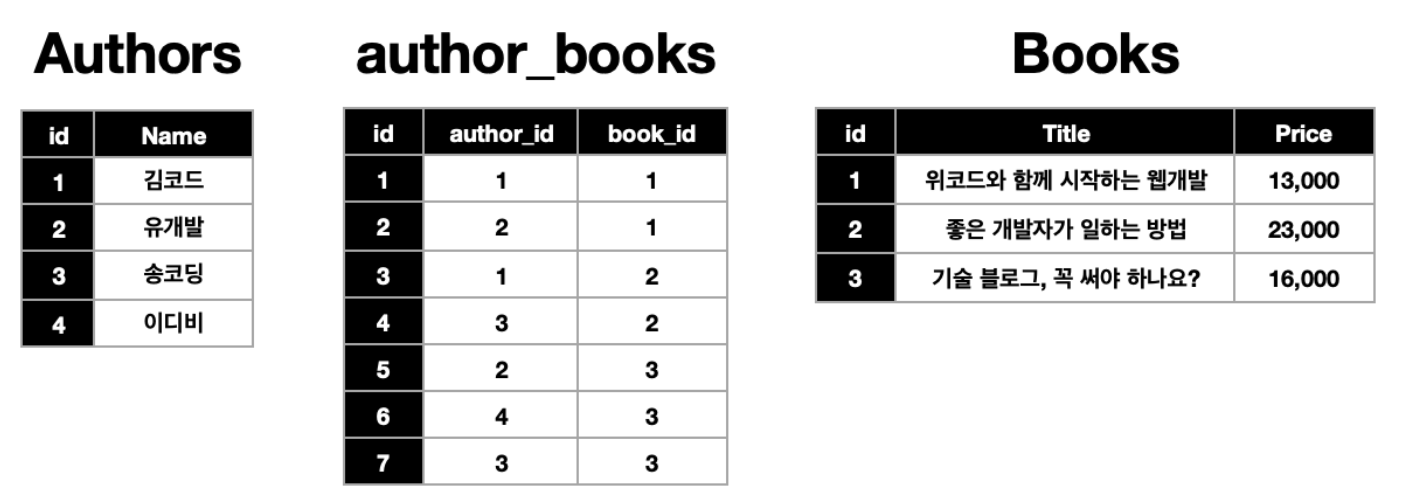 Authors
id Name
1 김코드
2 유개발
3 송코딩
4 이디비
author_books
id author_id book_id
1 1 1
2 2 1
3 1 2
4 3 2
5 2 3
6 4 3
7 3 3
Books
id Title Price
1 위코드와 함께 시작하는 웹개발 13,000
2 좋은 개발자가 일하는 방법 23,000
3 기술 블로그, 꼭 써야 하나요? 16,000